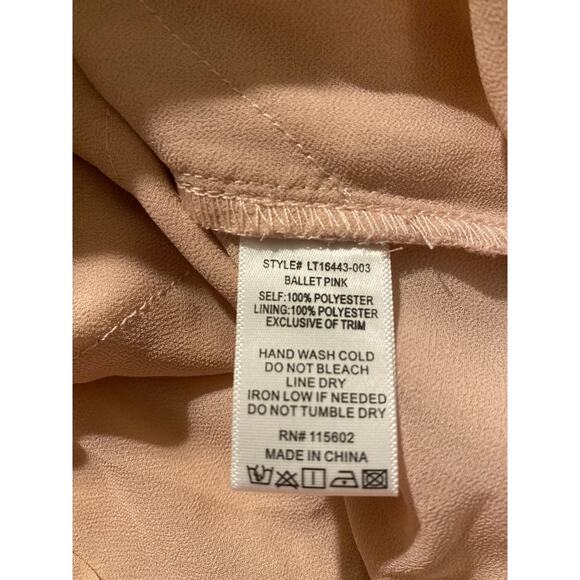 STYLE# LT16443-003
BALLET PINK
SELF:100% POLYESTER
LINING:100% POLYESTER
EXCLUSIVE OF TRIM
HAND WASH COLD
DO NOT BLEACH
LINE DRY
IRON LOW IF NEEDED
DO NOT TUMBLE DRY
RN# 115602
MADE IN CHINA